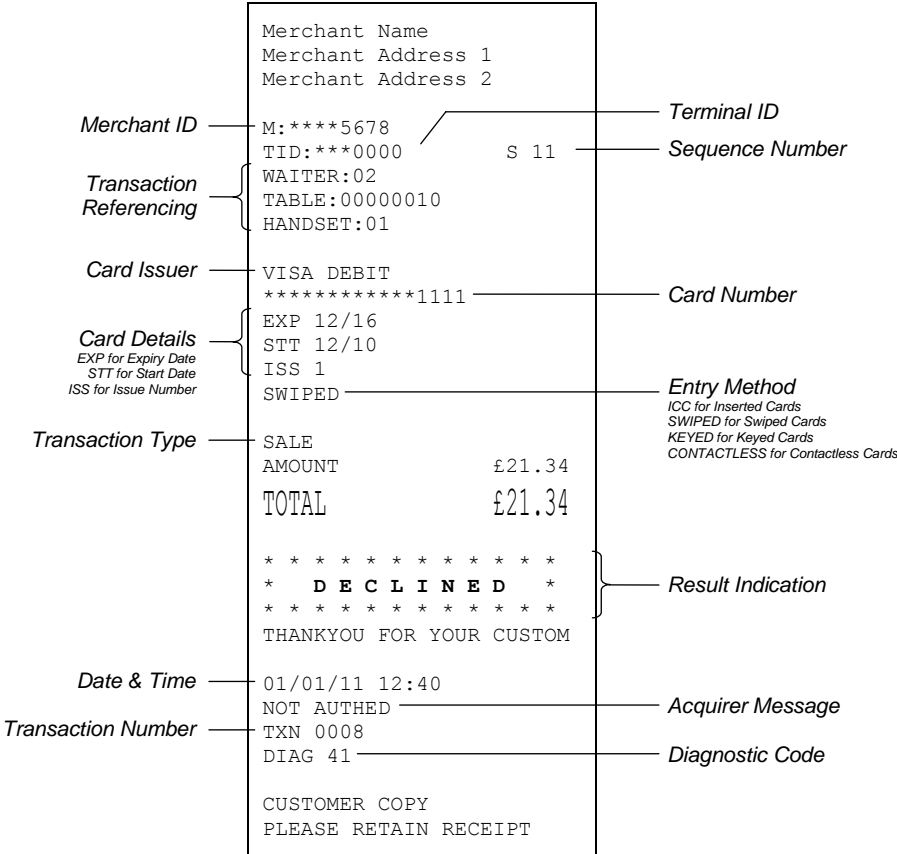 Merchant Name
Merchant Address 1
Merchant Address 2
Merchant ID
M:****5678
Terminal ID
TID:***0000 S 11
Sequence Number
Transaction
Referencing
WAITER:02
TABLE:00000010
HANDSET:01
Card Issuer
VISA DEBIT
************1111
Card Number
Card Details
EXP for Expiry Date
STT for Start Date
ISS for Issue Number
EXP 12/16
STT 12/10
ISS 1
SWIPED
Entry Method
ICC for Inserted Cards
SWIPED for Swiped Cards
KEYED for Keyed Cards
CONTACTLESS for Contactless Cards
Transaction Type
SALE
AMOUNT £21.34
TOTAL £21.34
* * * * * * * * * * * *
* D E C L I N E D *
* * * * * * * * * * * *
Result Indication
THANKYOU FOR YOUR CUSTOM
Date & Time
01/01/11 12:40
NOT AUTHED
Acquirer Message
Transaction Number
TXN 0008
DIAG 41
Diagnostic Code
CUSTOMER COPY
PLEASE RETAIN RECEIPT